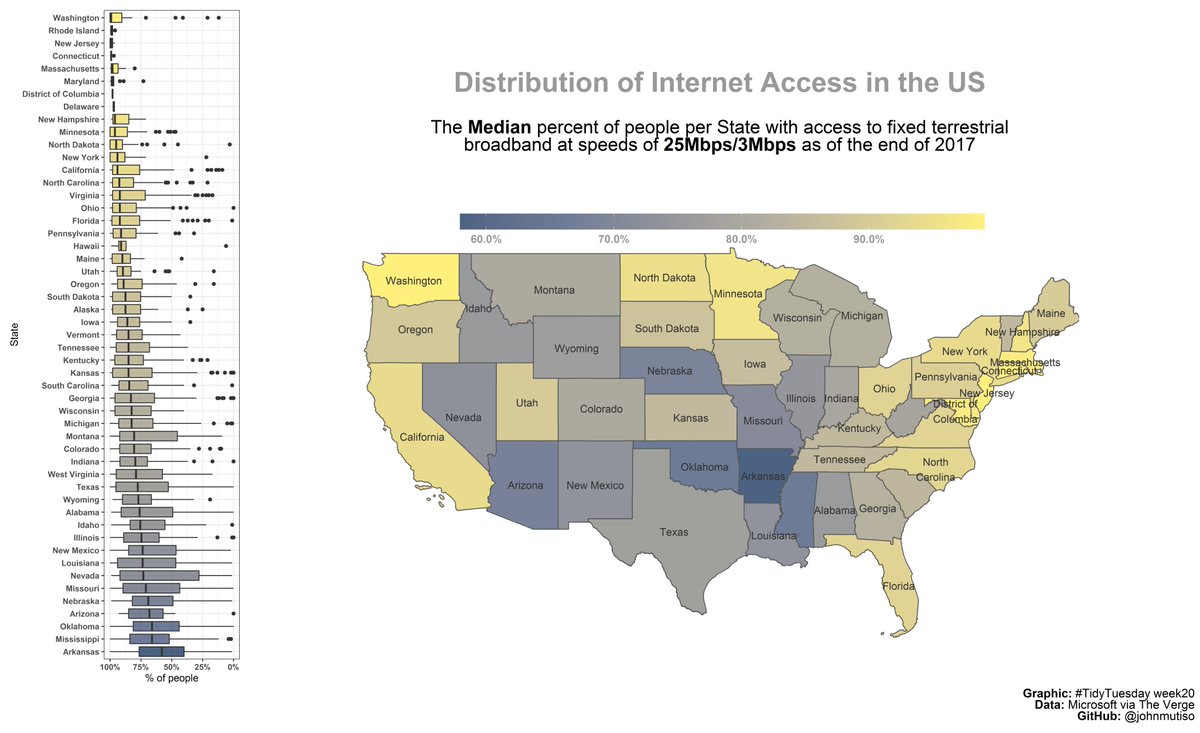 Washington
Rhode Island
New Jersey
Connecticut
Massachusetts
Maryland
District of Columbia
Delaware
New Hampshire
Minnesota
North Dakota
New York
California
North Carolina
Virginia
Ohio
Florida
Pennsylvania
Hawaii
Maine
Utah
Oregon
South Dakota
Alaska
Iowa
Vermont
Tennessee
Kentucky
Kansas
South Carolina
Georgia
Wisconsin
Michigan
Montana
Colorado
Indiana
West Virginia
Texas
Wyoming
Alabama
Idaho
Illinois
New Mexico
Louisiana
Nevada
Missouri
Nebraska
Arizona
Oklahoma
Mississippi
Arkansas
State
100% 75% 50% 25% 0%
% of people
Distribution of Internet Access in the US
The Median percent of people per State with access to fixed terrestrial
broadband at speeds of 25Mbps/3Mbps as of the end of 2017
60.0% 70.0% 80.0% 90.0%
Washington
Montana
North Dakota
Minnesota
Idaho
Oregon
South Dakota
Wisconsin
Michigan
Maine
New Hampshire
Wyoming
New York
Massachusetts
Iowa
Nebraska
Pennsylvania
Connecticut
Ohio
New Jersey
Utah
Illinois
Indiana
District of
Columbia
Colorado
Nevada
Kansas
Missouri
Kentucky
California
Tennessee
North
Carolina
Oklahoma
Arkansas
Arizona
New Mexico
Alabama
Georgia
Texas
Louisiana
Florida
Graphic: #TidyTuesday week20
Data: Microsoft via The Verge
GitHub: @johnmutiso